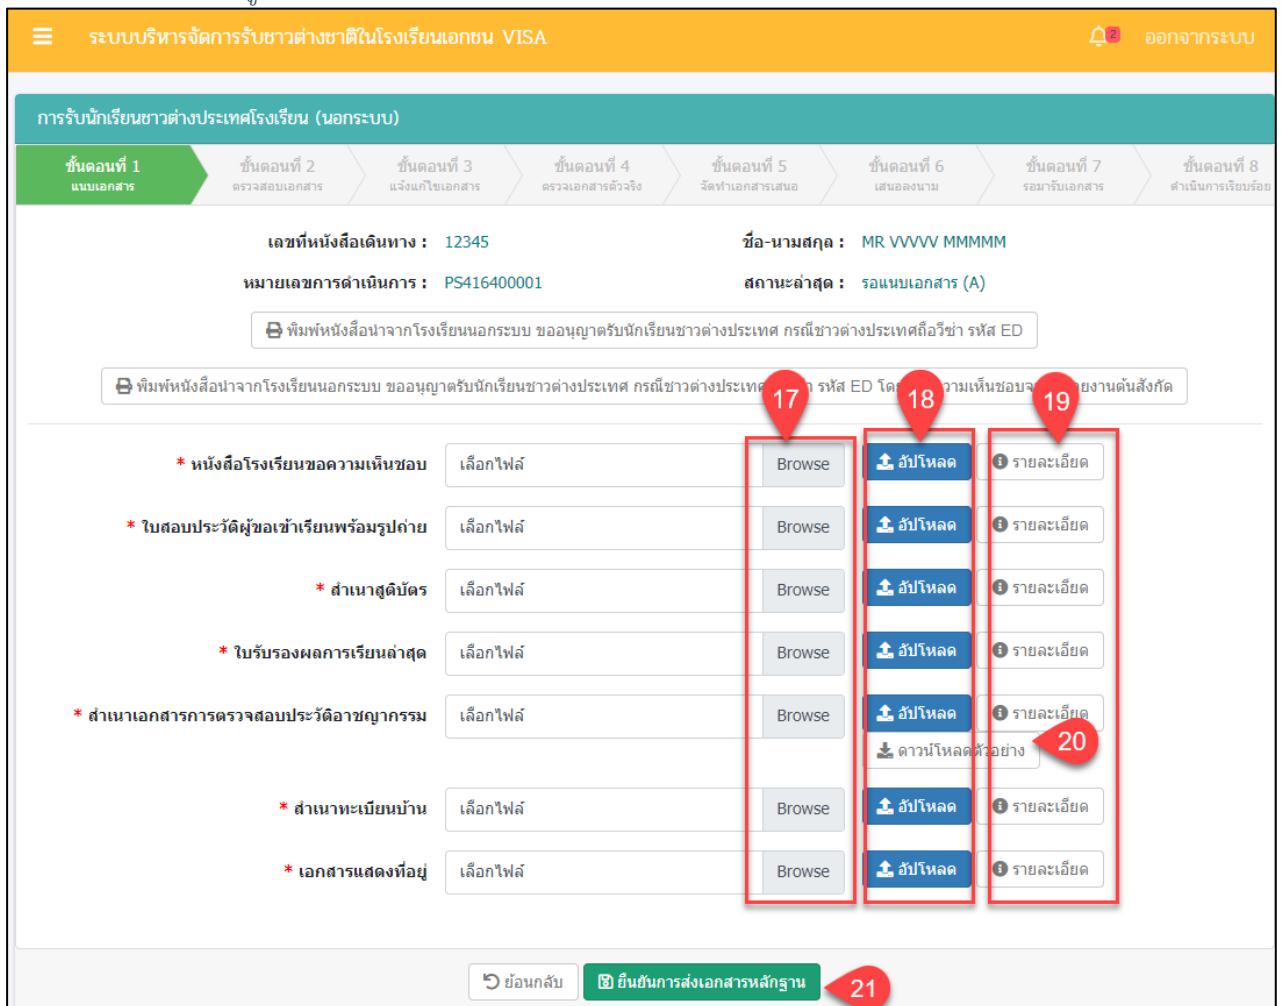 ระบบบริหารจัดการรับชาวต่างชาติในโรงเรียนเอกชน VISA 2 ออกจากระบบ
การรับนักเรียนชาวต่างประเทศโรงเรียน (นอกระบบ)
ขั้นตอนที่ 1 ขั้นตอนที่ 2 ขั้นตอนที่ 3 ขั้นตอนที่ 4 ขั้นตอนที่ 5 ขั้นตอนที่ 6 ขั้นตอนที่ 7 ขั้นตอนที่ 8
แนบเอกสาร ตรวจสอบเอกสาร แจ้งแก้ไขเอกสาร ตรวจเอกสารตัวจริง จัดทำเอกสารเสนอ เสนอลงนาม รอมารับเอกสาร ดำเนินการเรียบร้อย
เลขที่หนังสือเดินทาง : 12345 ชื่อ-นามสกุล : MR VVVVV MMMMM
หมายเลขการดำเนินการ : PS416400001 สถานะล่าสุด : รอแนบเอกสาร (A)
พิมพ์หนังสือนำจากโรงเรียนนอกระบบ ขออนุญาตรับนักเรียนชาวต่างประเทศ กรณีชาวต่างประเทศถือวีซ่า รหัส ED
พิมพ์หนังสือนำจากโรงเรียนนอกระบบ ขออนุญาตรับนักเรียนชาวต่างประเทศ กรณีชาวต่างประเทศ รหัส ED ความเห็นชอบ งานต้นสังกัด
17 18 19
* หนังสือโรงเรียนขอความเห็นชอบ เลือกไฟล์ Browse อัปโหลด รายละเอียด
* ใบสอบประวัติผู้ขอเข้าเรียนพร้อมรูปถ่าย เลือกไฟล์ Browse อัปโหลด รายละเอียด
* สำเนาสูติบัตร เลือกไฟล์ Browse อัปโหลด รายละเอียด
* ใบรับรองผลการเรียนล่าสุด เลือกไฟล์ Browse อัปโหลด รายละเอียด
* สำเนาเอกสารการตรวจสอบประวัติอาชญากรรม เลือกไฟล์ Browse อัปโหลด รายละเอียด
ดาวน์โหลดตัวอย่าง 20
* สำเนาทะเบียนบ้าน เลือกไฟล์ Browse อัปโหลด รายละเอียด
* เอกสารแสดงที่อยู่ เลือกไฟล์ Browse อัปโหลด รายละเอียด
ย้อนกลับ ยืนยันการส่งเอกสารหลักฐาน 21